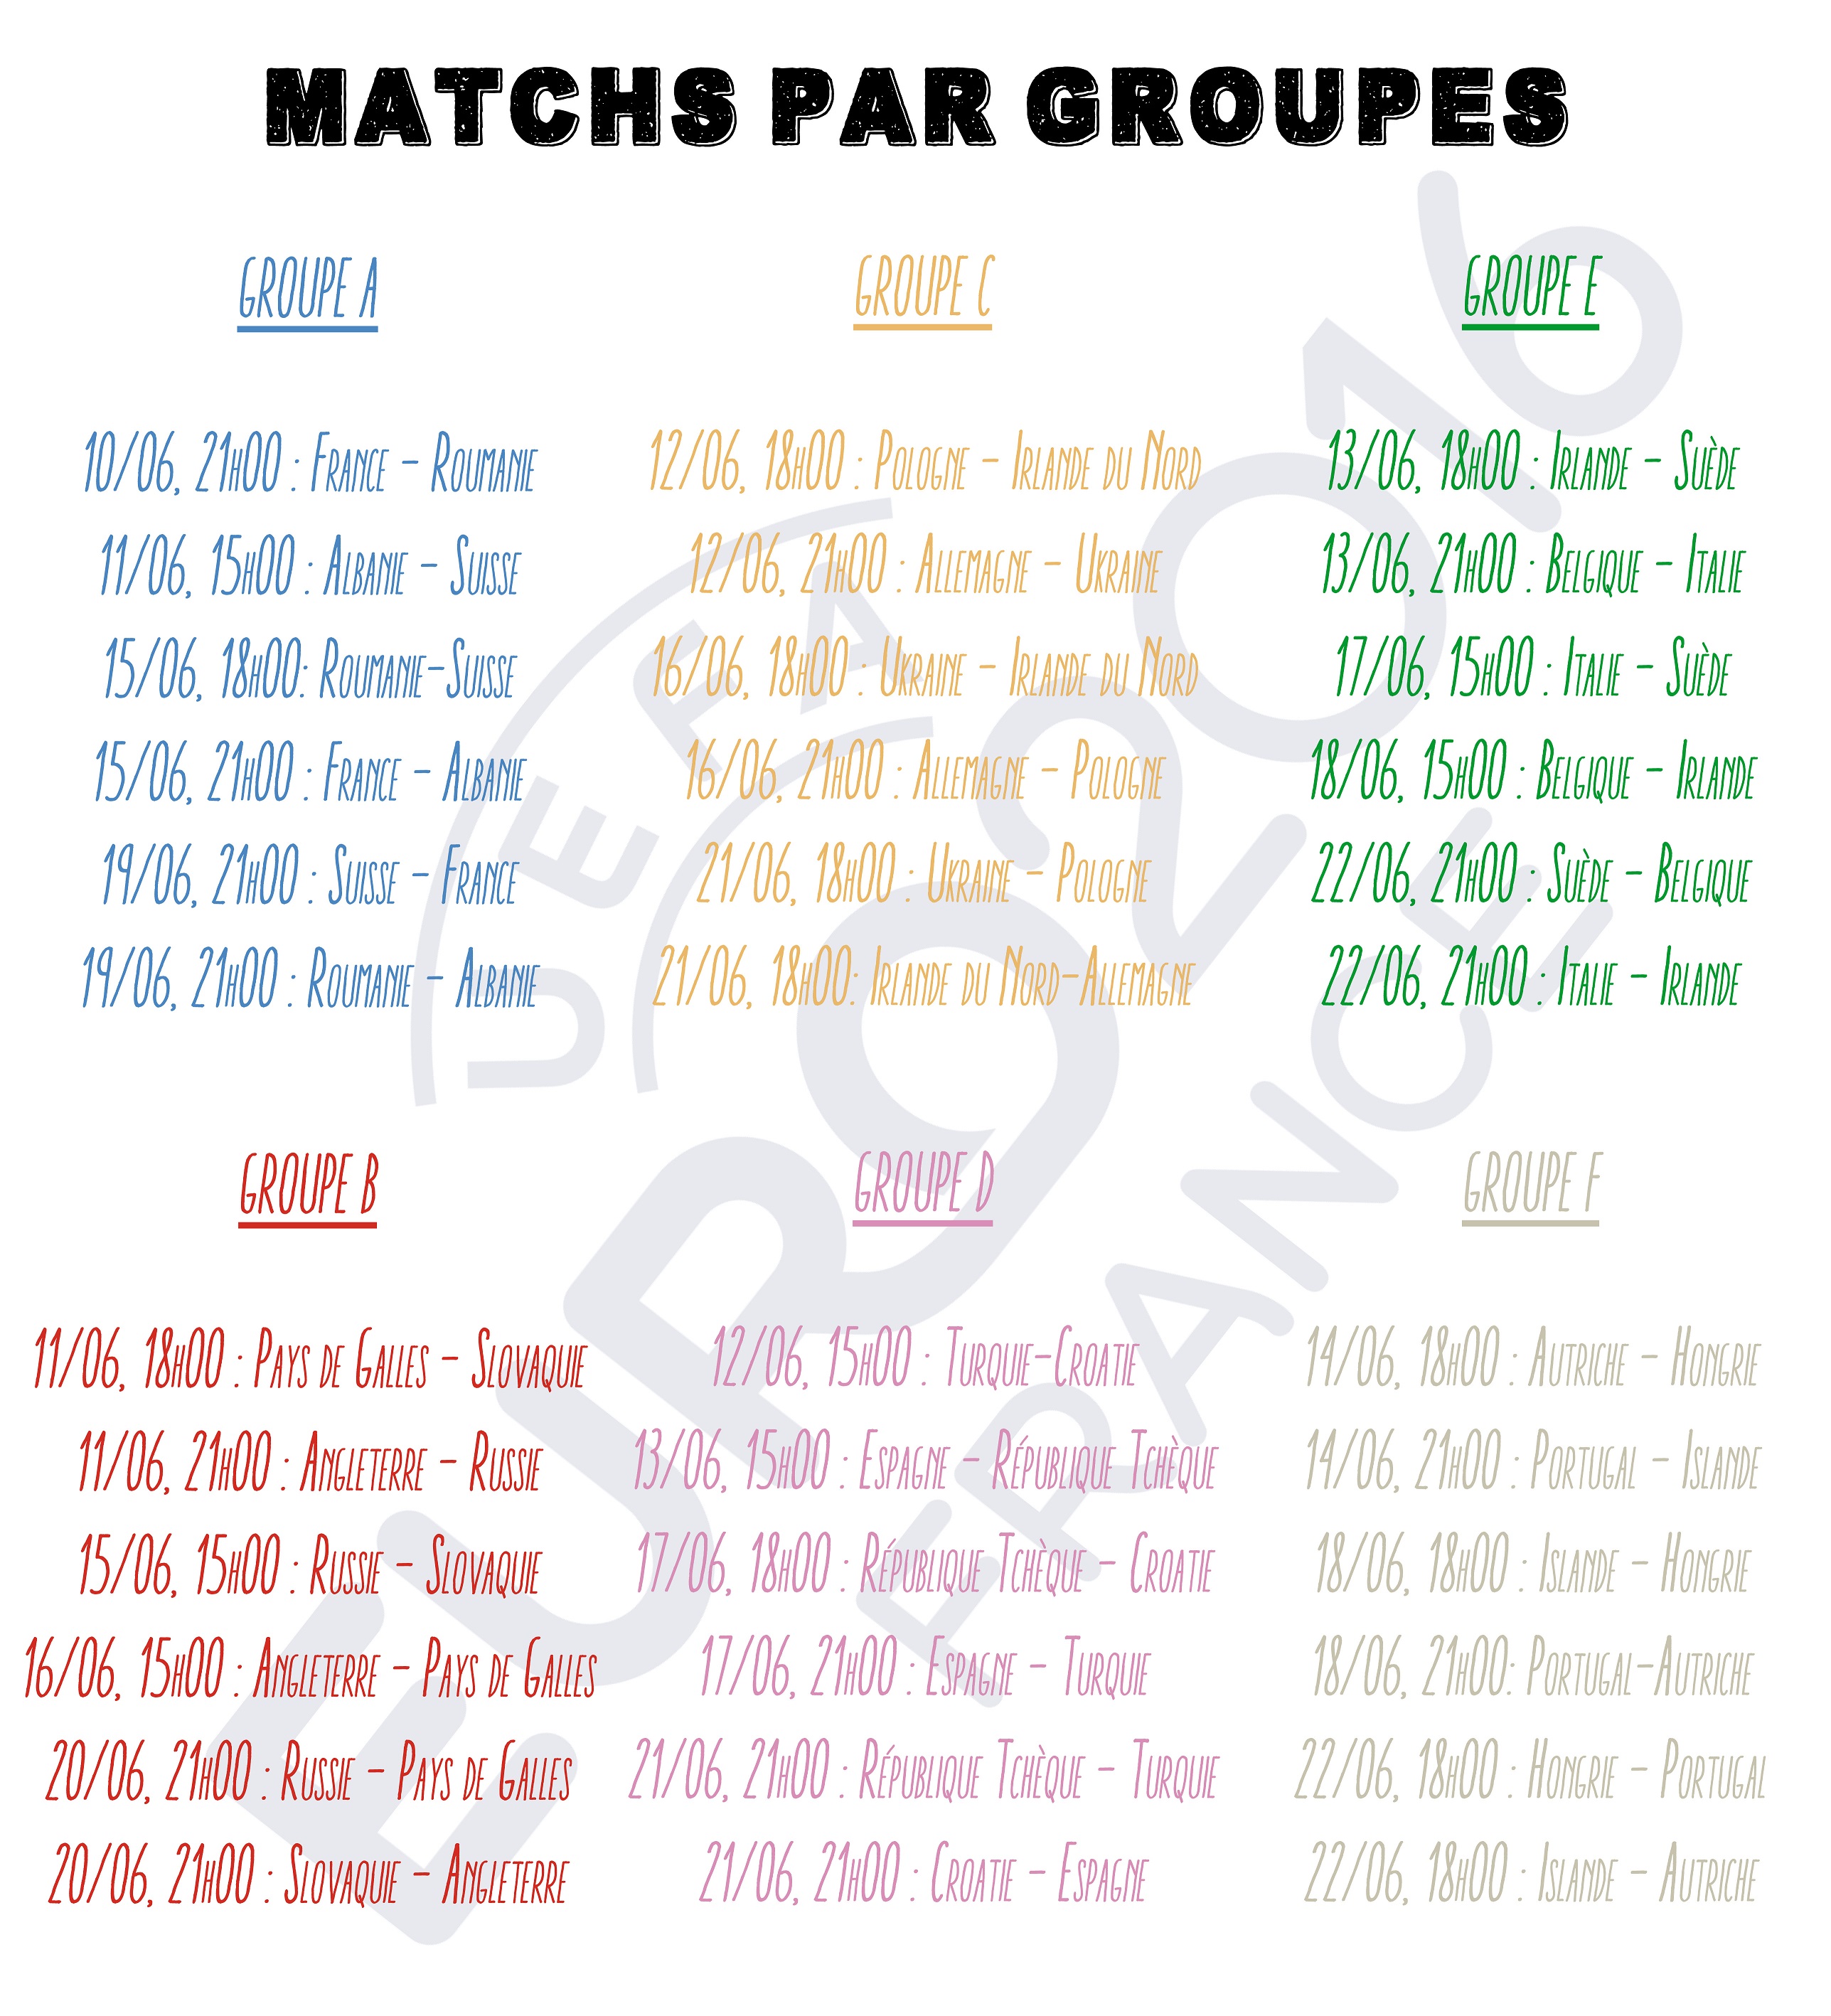 MATCHS PAR GROUPES
GROUPE A
10/06, 21h00 : France - Roumanie
11/06, 15h00 : Albanie - Suisse
15/06, 18h00: Roumanie-Suisse
15/06, 21h00 : France - Albanie
19/06, 21h00 : Suisse - France
19/06, 21h00 : Roumanie - Albanie
GROUPE C
12/06, 18h00 : Pologne - Irlande du Nord
12/06, 21h00 : Allemagne - Ukraine
16/06, 18h00 : Ukraine - Irlande du Nord
16/06, 21h00 : Allemagne - Pologne
21/06, 18h00 : Ukraine - Pologne
21/06, 18h00: Irlande du Nord-Allemagne
GROUPE E
13/06, 18h00 : Irlande - Suède
13/06, 21h00 : Belgique - Italie
17/06, 15h00 : Italie - Suède
18/06, 15h00 : Belgique - Irlande
22/06, 21h00 : Suède - Belgique
22/06, 21h00 : Italie - Irlande
GROUPE B
11/06, 18h00 : Pays de Galles - Slovaquie
11/06, 21h00 : Angleterre - Russie
15/06, 15h00 : Russie - Slovaquie
16/06, 15h00 : Angleterre - Pays de Galles
20/06, 21h00 : Russie - Pays de Galles
20/06, 21h00 : Slovaquie - Angleterre
GROUPE D
12/06, 15h00 : Turquie-Croatie
13/06, 15h00 : Espagne - République Tchèque
17/06, 18h00 : République Tchèque - Croatie
17/06, 21h00 : Espagne - Turquie
21/06, 21h00 : République Tchèque - Turquie
21/06, 21h00 : Croatie - Espagne
GROUPE F
14/06, 18h00 : Autriche - Hongrie
14/06, 21h00 : Portugal - Islande
18/06, 18h00 : Islande - Hongrie
18/06, 21h00: Portugal-Autriche
22/06, 18h00 : Hongrie - Portugal
22/06, 18h00 : Islande - Autriche
UEFA
EURO2016
FRANCE